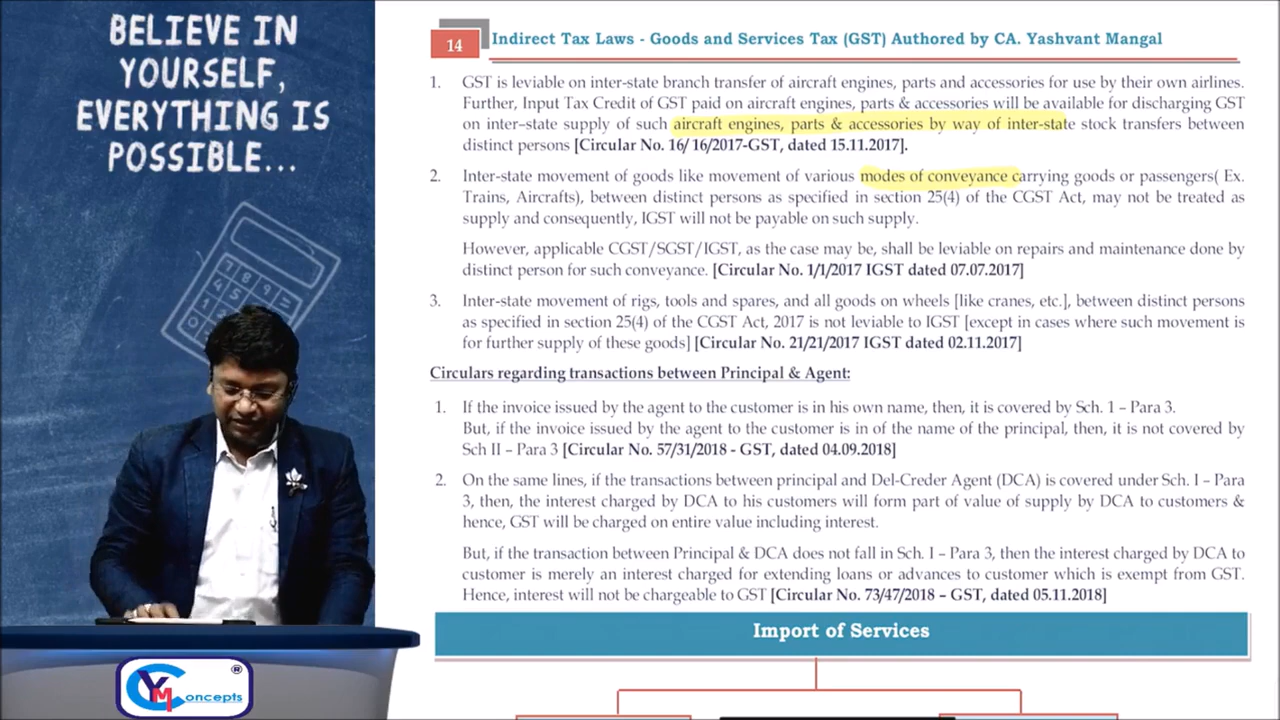 BELIEVE IN
YOURSELF,
EVERYTHING IS
POSSIBLE...
14
Indirect Tax Laws - Goods and Services Tax (GST) Authored by CA. Yashvant Mangal
1. GST is leviable on inter-state branch transfer of aircraft engines, parts and accessories for use by their own airlines.
Further, Input Tax Credit of GST paid on aircraft engines, parts & accessories will be available for discharging GST
on inter–state supply of such aircraft engines, parts & accessories by way of inter-state stock transfers between
distinct persons [Circular No. 16/ 16/2017-GST, dated 15.11.2017].
2. Inter-state movement of goods like movement of various modes of conveyance carrying goods or passengers( Ex.
Trains, Aircrafts), between distinct persons as specified in section 25(4) of the CGST Act, may not be treated as
supply and consequently, IGST will not be payable on such supply.
However, applicable CGST/SGST/IGST, as the case may be, shall be leviable on repairs and maintenance done by
distinct person for such conveyance. [Circular No. 1/1/2017 IGST dated 07.07.2017]
3. Inter-state movement of rigs, tools and spares, and all goods on wheels [like cranes, etc.], between distinct persons
as specified in section 25(4) of the CGST Act, 2017 is not leviable to IGST [except in cases where such movement is
for further supply of these goods] [Circular No. 21/21/2017 IGST dated 02.11.2017]
Circulars regarding transactions between Principal & Agent:
1. If the invoice issued by the agent to the customer is in his own name, then, it is covered by Sch. 1 – Para 3.
But, if the invoice issued by the agent to the customer is in of the name of the principal, then, it is not covered by
Sch II – Para 3 [Circular No. 57/31/2018 - GST, dated 04.09.2018]
2. On the same lines, if the transactions between principal and Del-Creder Agent (DCA) is covered under Sch. I – Para
3, then, the interest charged by DCA to his customers will form part of value of supply by DCA to customers &
hence, GST will be charged on entire value including interest.
But, if the transaction between Principal & DCA does not fall in Sch. I – Para 3, then the interest charged by DCA to
customer is merely an interest charged for extending loans or advances to customer which is exempt from GST.
Hence, interest will not be chargeable to GST [Circular No. 73/47/2018 – GST, dated 05.11.2018]
Import of Services
YM Concepts ®